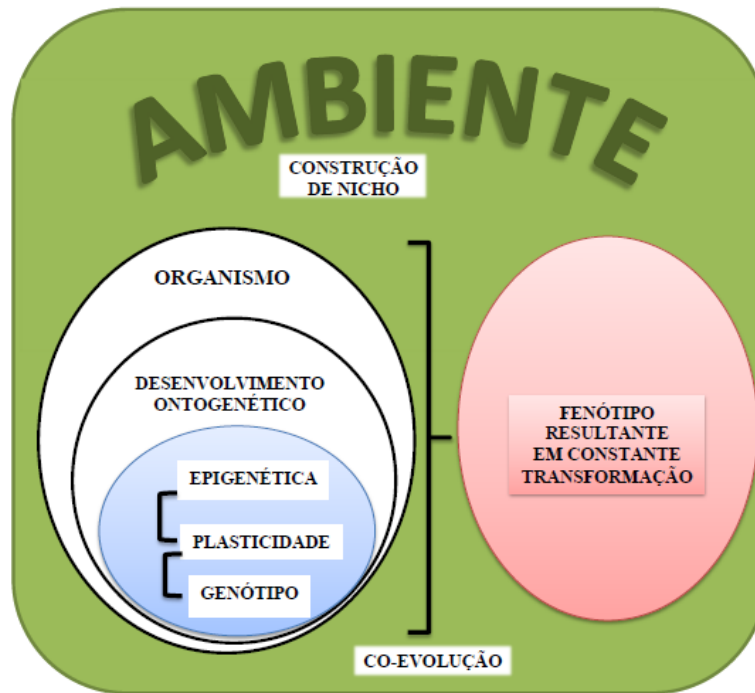 AMBIENTE
CONSTRUÇÃO
DE NICHO
ORGANISMO
DESENVOLVIMENTO
ONTOGENÉTICO
EPIGENÉTICA
PLASTICIDADE
GENÓTIPO
FENÓTIPO
RESULTANTE
EM CONSTANTE
TRANSFORMAÇÃO
CO-EVOLUÇÃO